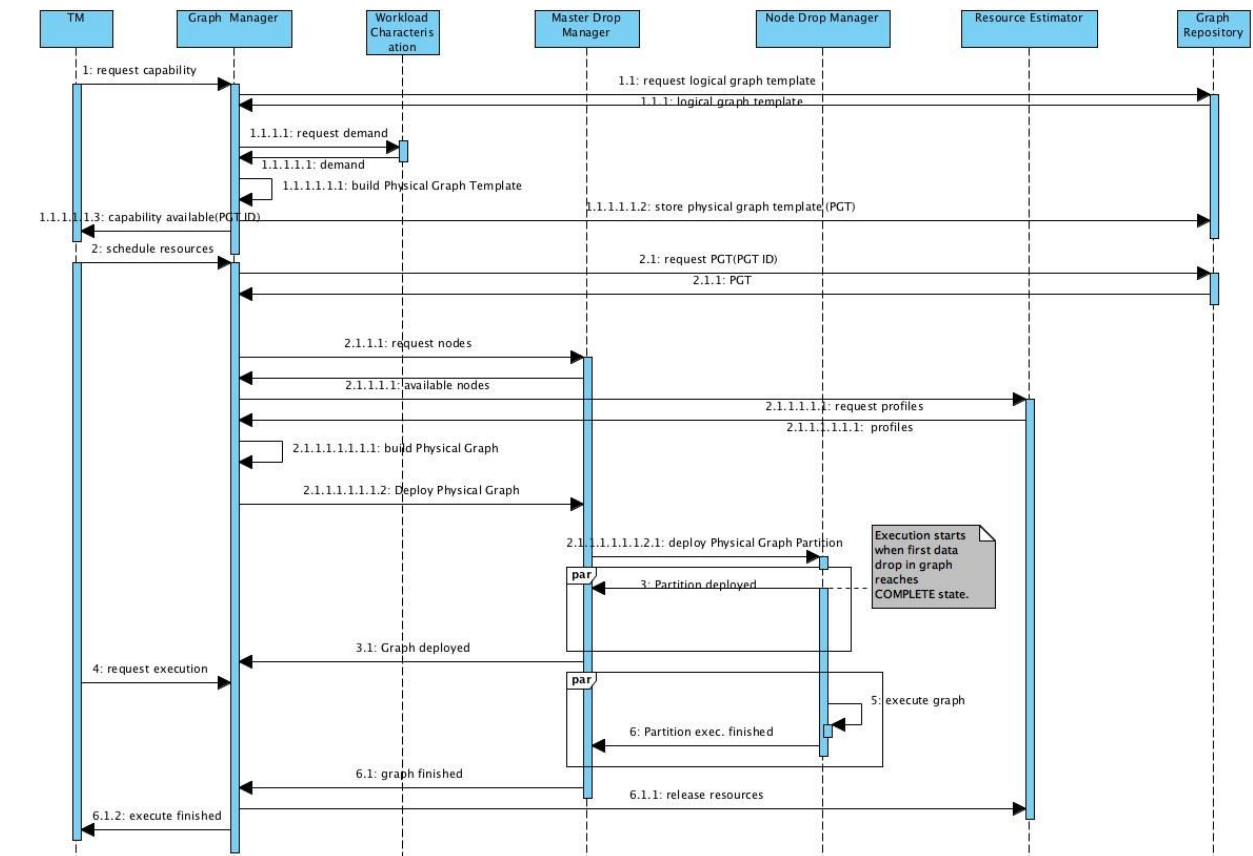 TM
Graph Manager
Workload
Characteris
ation
Master Drop
Manager
Node Drop Manager
Resource Estimator
Graph
Repository
1: request capability
1.1: request logical graph template
1.1.1: logical graph template
1.1.1.1: request demand
1.1.1.1.1: demand
1.1.1.1.1.1: build Physical Graph Template
1.1.1.1.1.2: store physical graph template (PGT)
1.1.1.1.1.3: capability available(PGT ID)
2: schedule resources
2.1: request PGT(PGT ID)
2.1.1: PGT
2.1.1.1: request nodes
2.1.1.1.1: available nodes
2.1.1.1.1.1: request profiles
2.1.1.1.1.1.1: profiles
2.1.1.1.1.1.1.1: build Physical Graph
2.1.1.1.1.1.1.2: Deploy Physical Graph
2.1.1.1.1.1.1.2.1: deploy Physical Graph Partition
Execution starts
when first data
drop in graph
reaches
COMPLETE state.
par
3: Partition deployed
3.1: Graph deployed
4: request execution
par
5: execute graph
6: Partition exec. finished
6.1: graph finished
6.1.1: release resources
6.1.2: execute finished